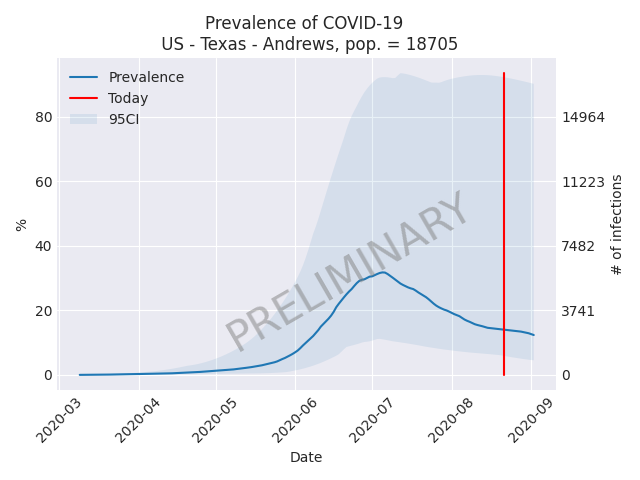 Prevalence of COVID-19
US - Texas - Andrews, pop. = 18705
Prevalence
Today
95CI
%
80
60
40
20
0
14964
11223
7482
3741
0
# of infections
PRELIMINARY
2020-03
2020-04
2020-05
2020-06
2020-07
2020-08
2020-09
Date